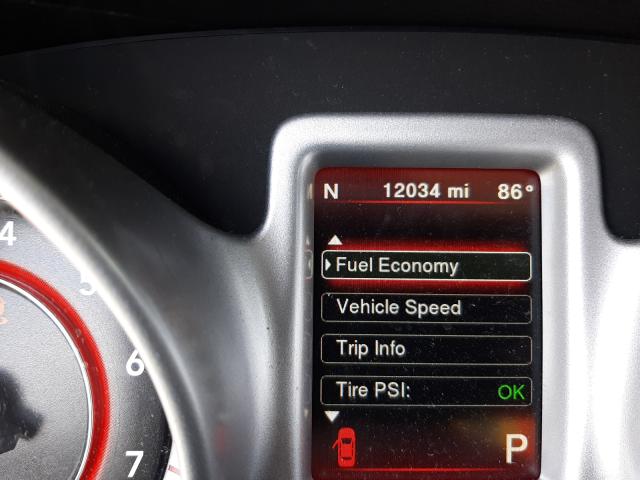 N 12034 mi 86°
Fuel Economy
Vehicle Speed
Trip Info
Tire PSI: OK
P
4
5
6
7